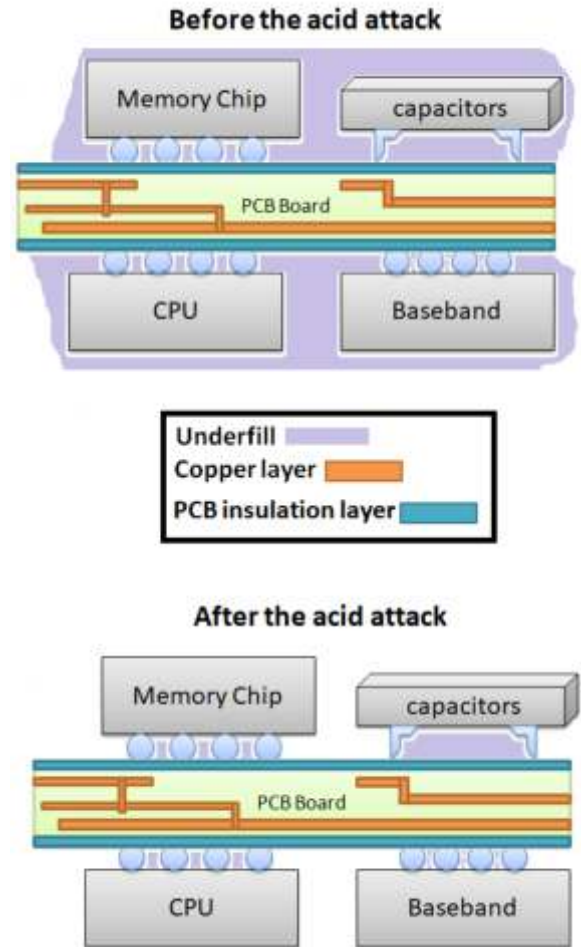 Before the acid attack
Memory Chip
capacitors
PCB Board
CPU
Baseband
Underfill
Copper layer
PCB insulation layer
After the acid attack
Memory Chip
capacitors
PCB Board
CPU
Baseband